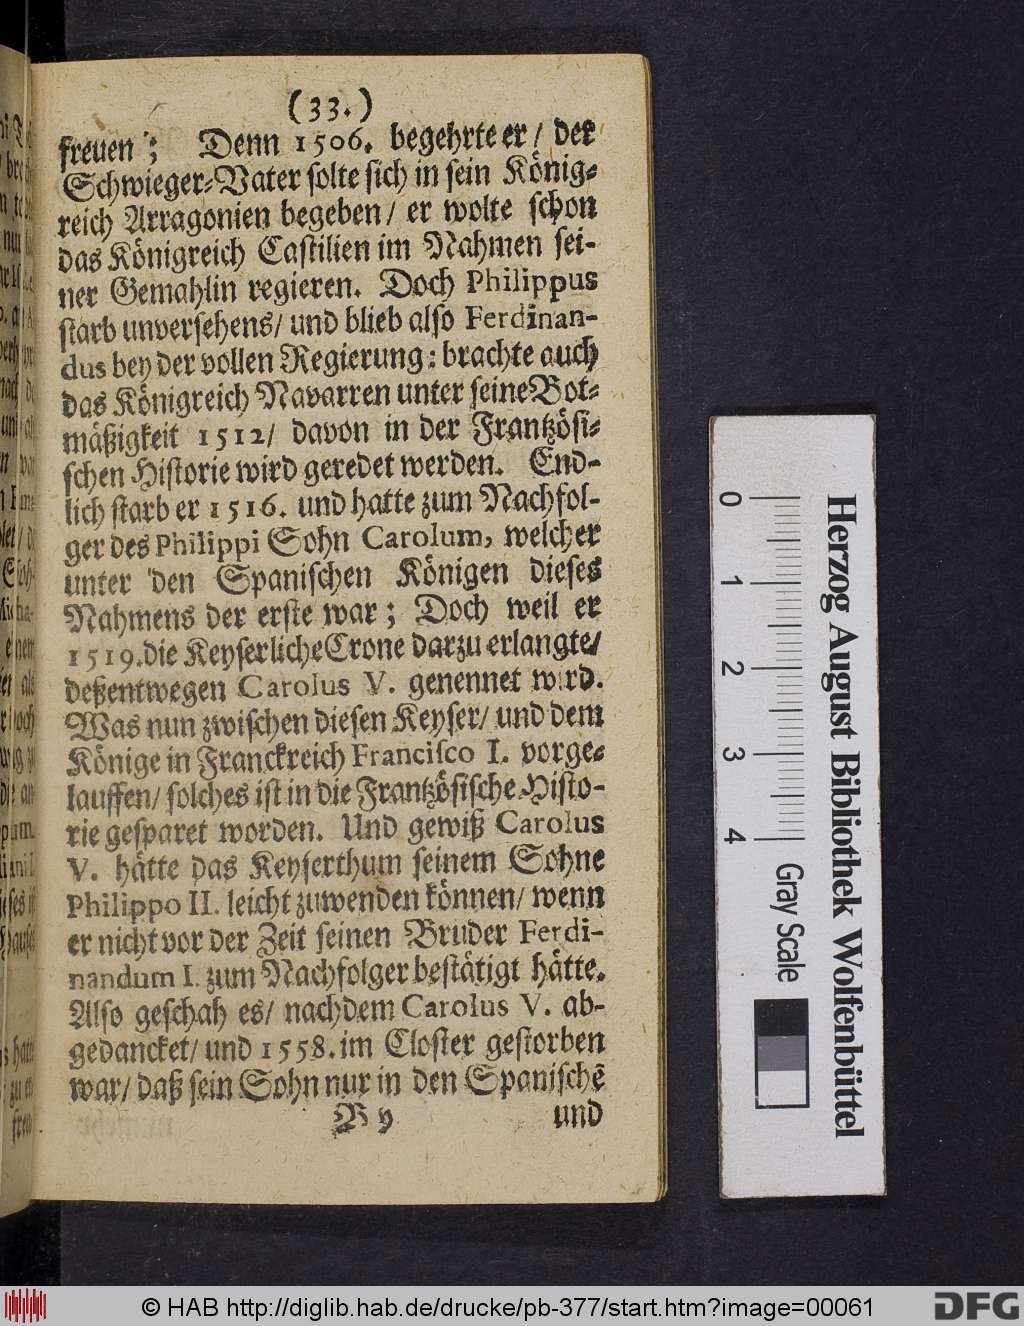 (33.)
freuen; Denn 1506. begehrte er/ der
Schwieger-Vater solte sich in sein König-
reich Arragonien begeben/ er wolte schon
das Königreich Castilien im Nahmen sei-
ner Gemahlin regieren. Doch Philippus
starb unversehens/ und blieb also Ferdinan-
dus bey der vollen Regierung: brachte auch
das Königreich Navarren unter seine Bot-
mäßigkeit 1512/ davon in der Frantzösi-
schen Historie wird geredet werden. End-
lich starb er 1516. und hatte zum Nachfol-
ger des Philippi Sohn Carolum, welcher
unter den Spanischen Königen dieses
Nahmens der erste war; Doch weil er
1519. die Keyserliche Crone darzu erlangte/
deßentwegen Carolus V. genennet wird.
Was nun zwischen diesen Keyser/ und dem
Könige in Franckreich Francisco I. vorge-
lauffen/ solches ist in die Frantzösische Histo-
rie gesparet worden. Und gewiß Carolus
V. hätte das Keyserthum seinem Sohne
Philippo II. leicht zuwenden können/ wenn
er nicht vor der Zeit seinen Bruder Ferdi-
nandum I. zum Nachfolger bestätigt hätte.
Also geschah es/ nachdem Carolus V. ab-
gedancket/ und 1558. im Closter gestorben
war/ daß sein Sohn nur in den Spanischē
B y und
0 1 2 3 4
Gray Scale
Herzog August Bibliothek Wolfenbüttel
© HAB http://diglib.hab.de/drucke/pb-377/start.htm?image=00061
DFG